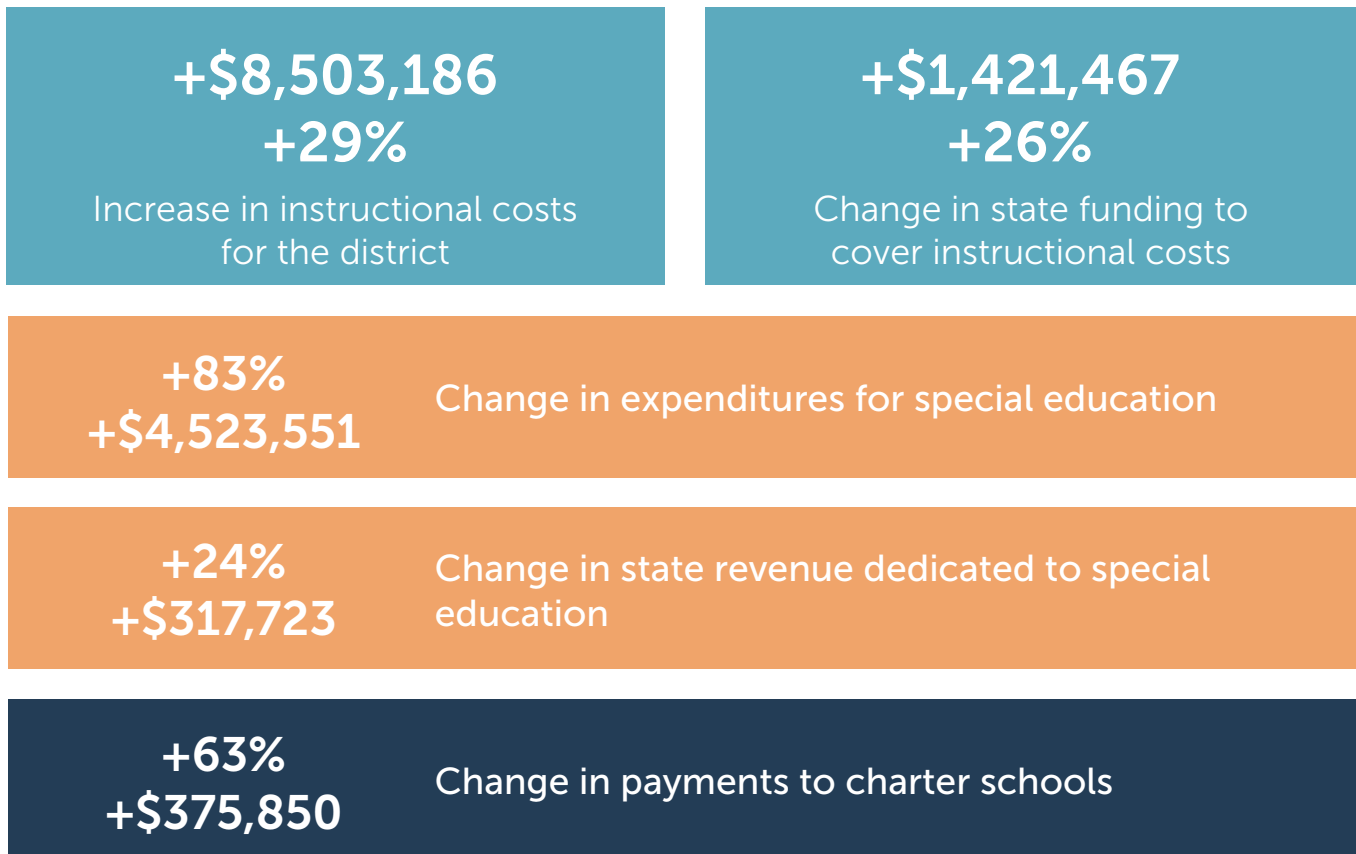 +$8,503,186
+29%
Increase in instructional costs
for the district
+$1,421,467
+26%
Change in state funding to
cover instructional costs
+83%
+$4,523,551
Change in expenditures for special education
+24%
+$317,723
Change in state revenue dedicated to special
education
+63%
+$375,850
Change in payments to charter schools